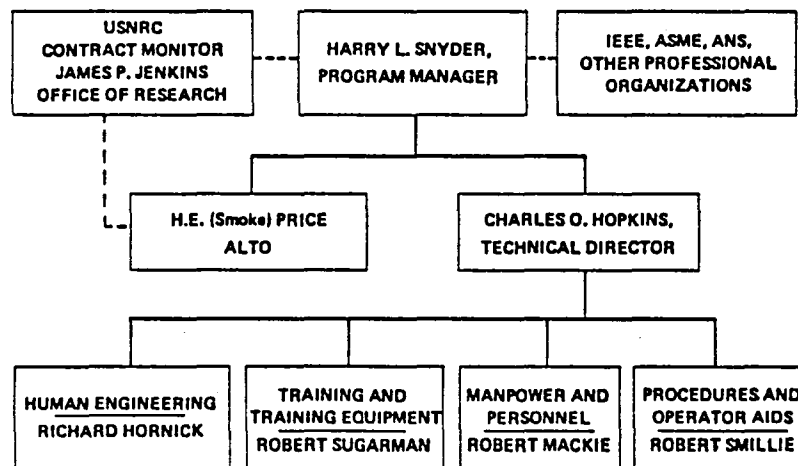 USNRC
CONTRACT MONITOR
JAMES P. JENKINS
OFFICE OF RESEARCH
HARRY L. SNYDER,
PROGRAM MANAGER
IEEE, ASME, ANS,
OTHER PROFESSIONAL
ORGANIZATIONS
H.E. (Smoke) PRICE
ALTO
CHARLES O. HOPKINS,
TECHNICAL DIRECTOR
HUMAN ENGINEERING
RICHARD HORNICK
TRAINING AND
TRAINING EQUIPMENT
ROBERT SUGARMAN
MANPOWER AND
PERSONNEL
ROBERT MACKIE
PROCEDURES AND
OPERATOR AIDS
ROBERT SMILLIE